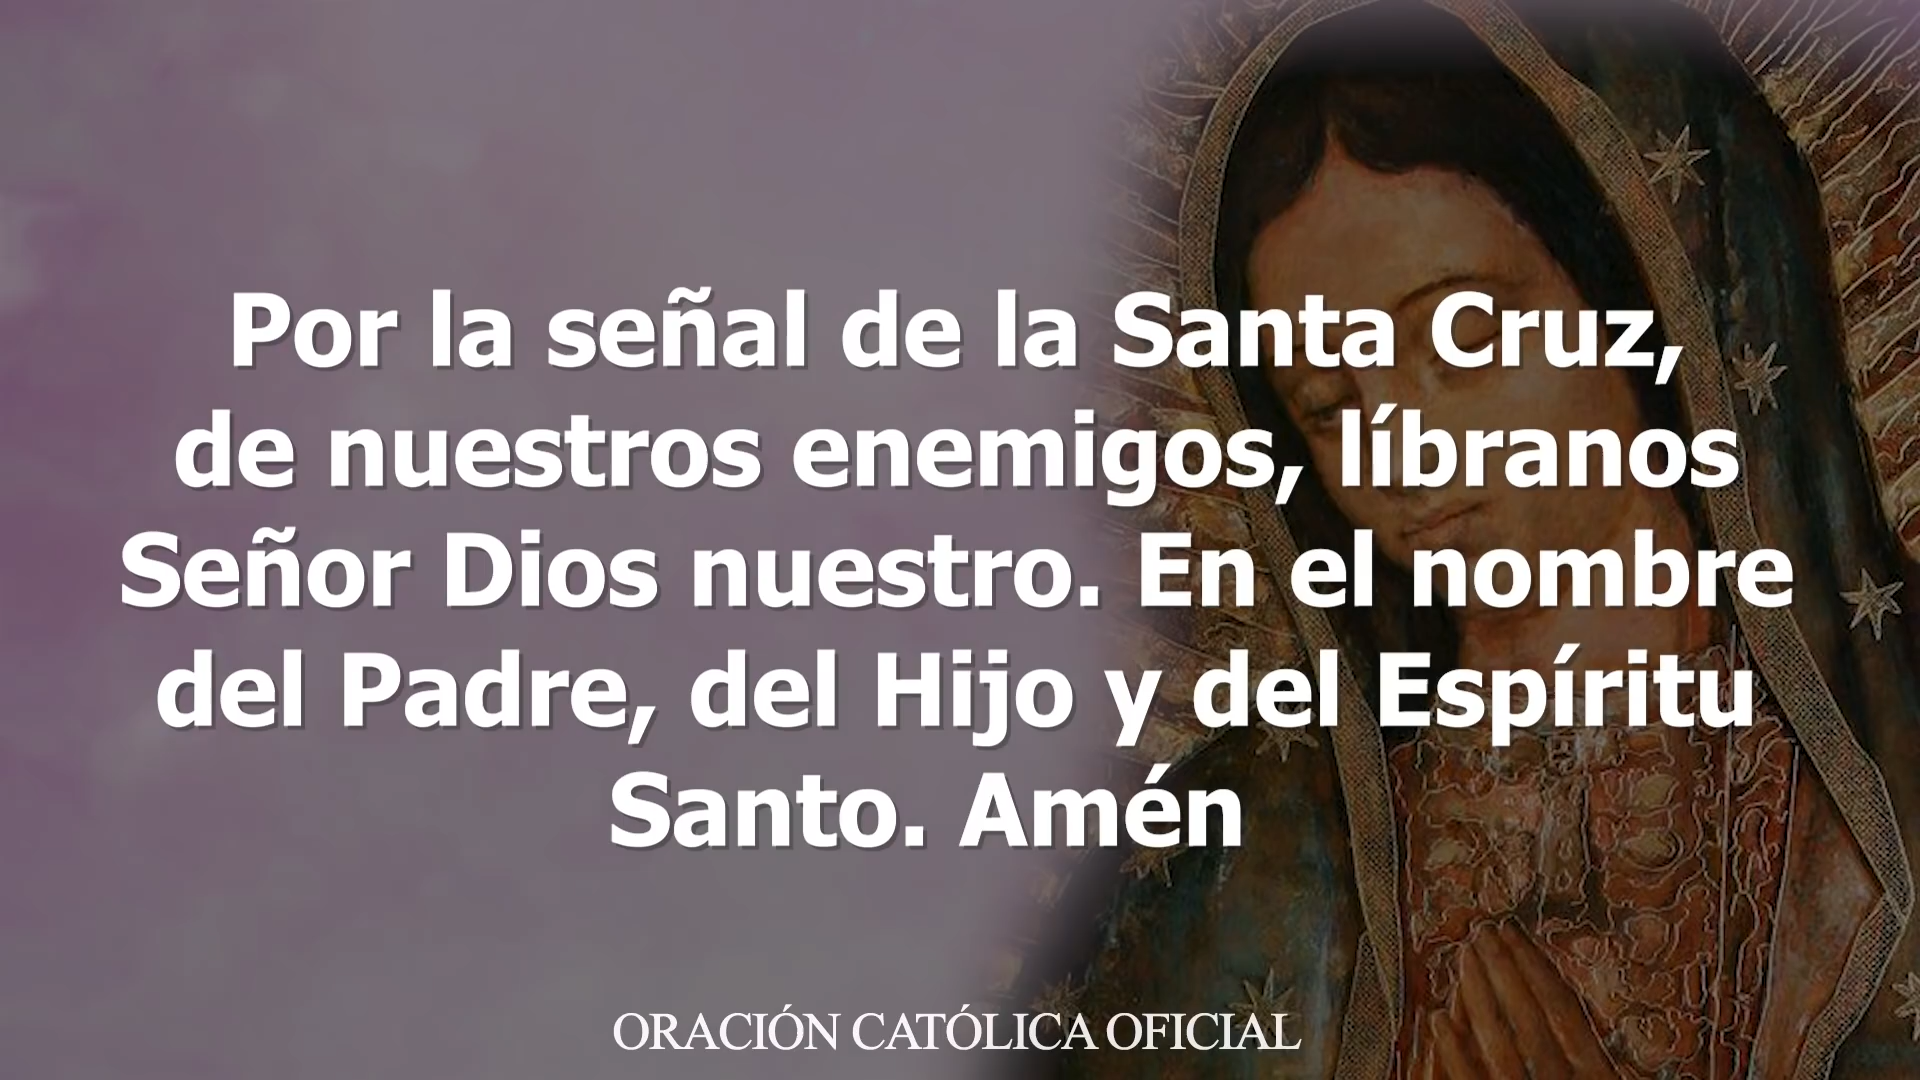 Por la señal de la Santa Cruz,
de nuestros enemigos, líbranos
Señor Dios nuestro. En el nombre
del Padre, del Hijo y del Espíritu
Santo. Amén
ORACIÓN CATÓLICA OFICIAL